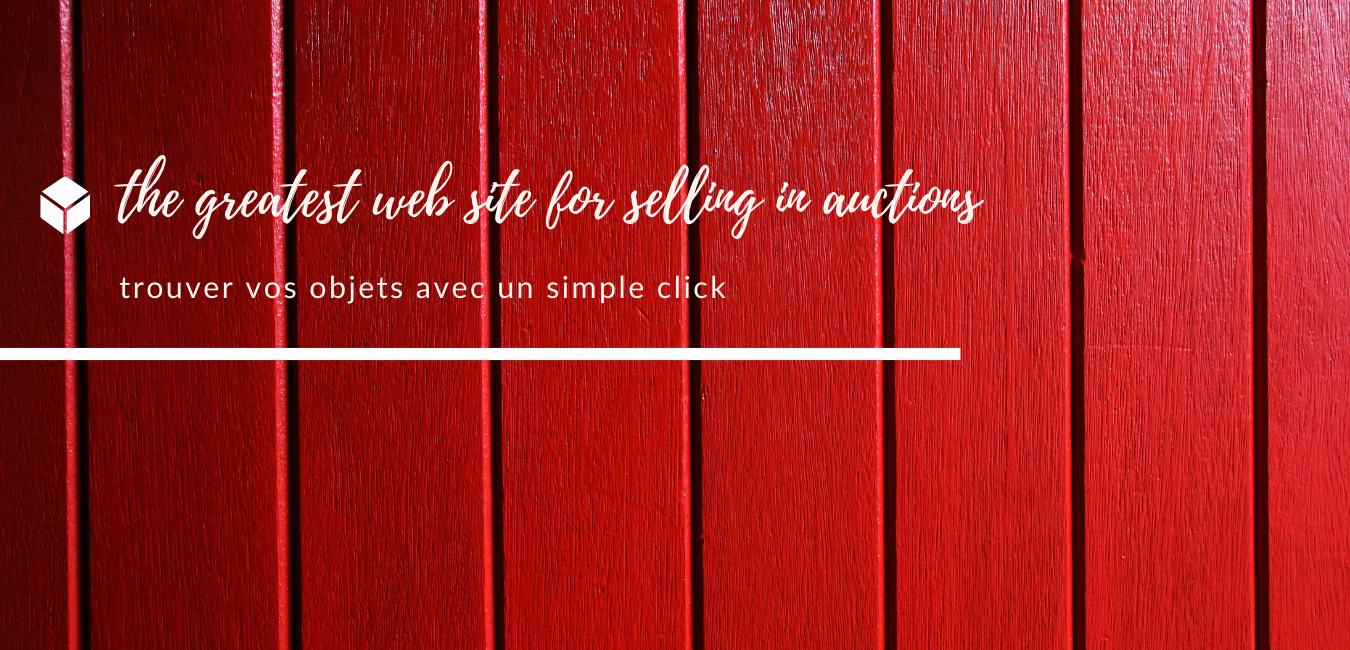 the greatest web site for selling in auctions
trouver vos objets avec un simple click